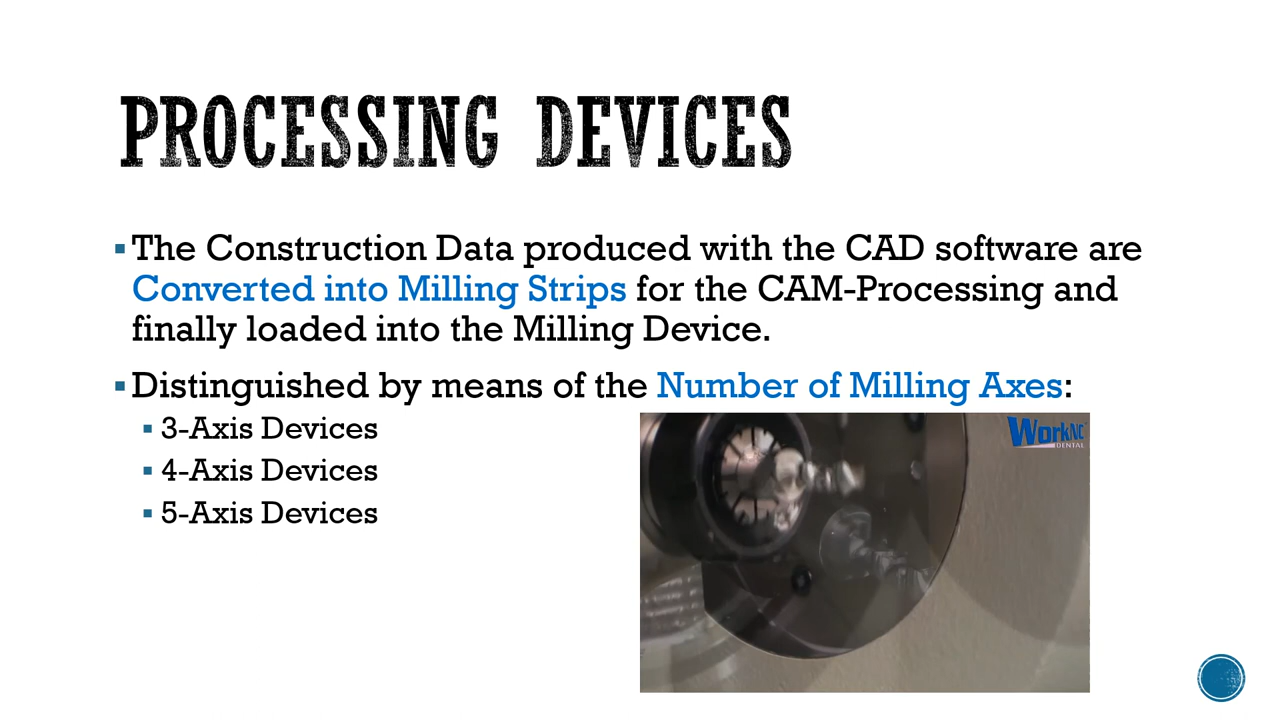 PROCESSING DEVICES
The Construction Data produced with the CAD software are
Converted into Milling Strips for the CAM-Processing and
finally loaded into the Milling Device.
Distinguished by means of the Number of Milling Axes:
3-Axis Devices
4-Axis Devices
5-Axis Devices
WorkNC
DENTAL